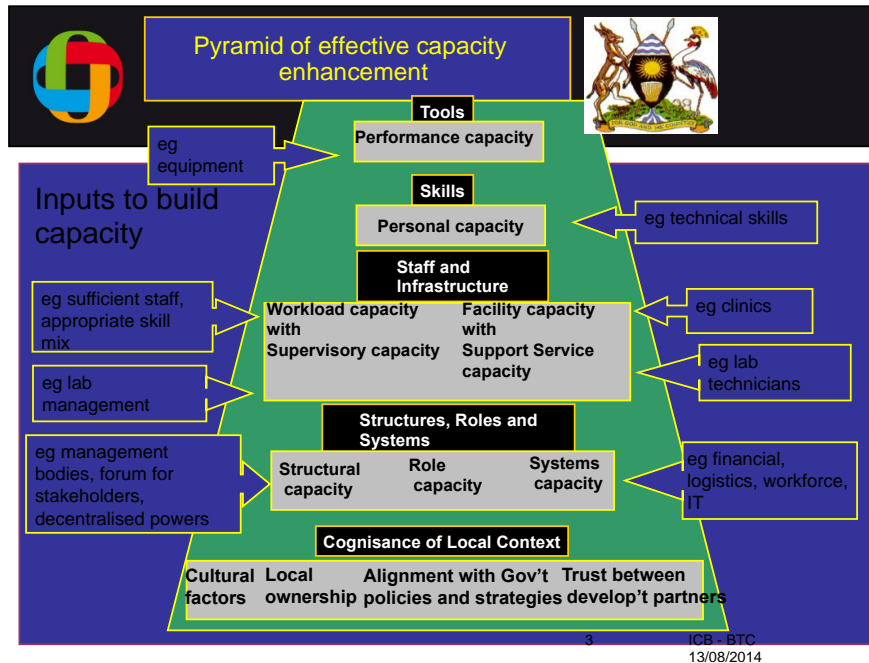 Pyramid of effective capacity
enhancement
FOR GOD AND MY COUNTRY
Tools
Performance capacity
eg
equipment
Inputs to build
capacity
Skills
Personal capacity
eg technical skills
Staff and
Infrastructure
eg sufficient staff,
appropriate skill
mix
Workload capacity
with
Supervisory capacity
Facility capacity
with
Support Service
capacity
eg clinics
eg lab
management
eg lab
technicians
Structures, Roles and
Systems
eg management
bodies, forum for
stakeholders,
decentralised powers
Structural
capacity
Role
capacity
Systems
capacity
eg financial,
logistics, workforce,
IT
Cognisance of Local Context
Cultural
factors
Local
ownership
Alignment with Gov't
policies and strategies
Trust between
develop't partners
3
ICB - BTC
13/08/2014